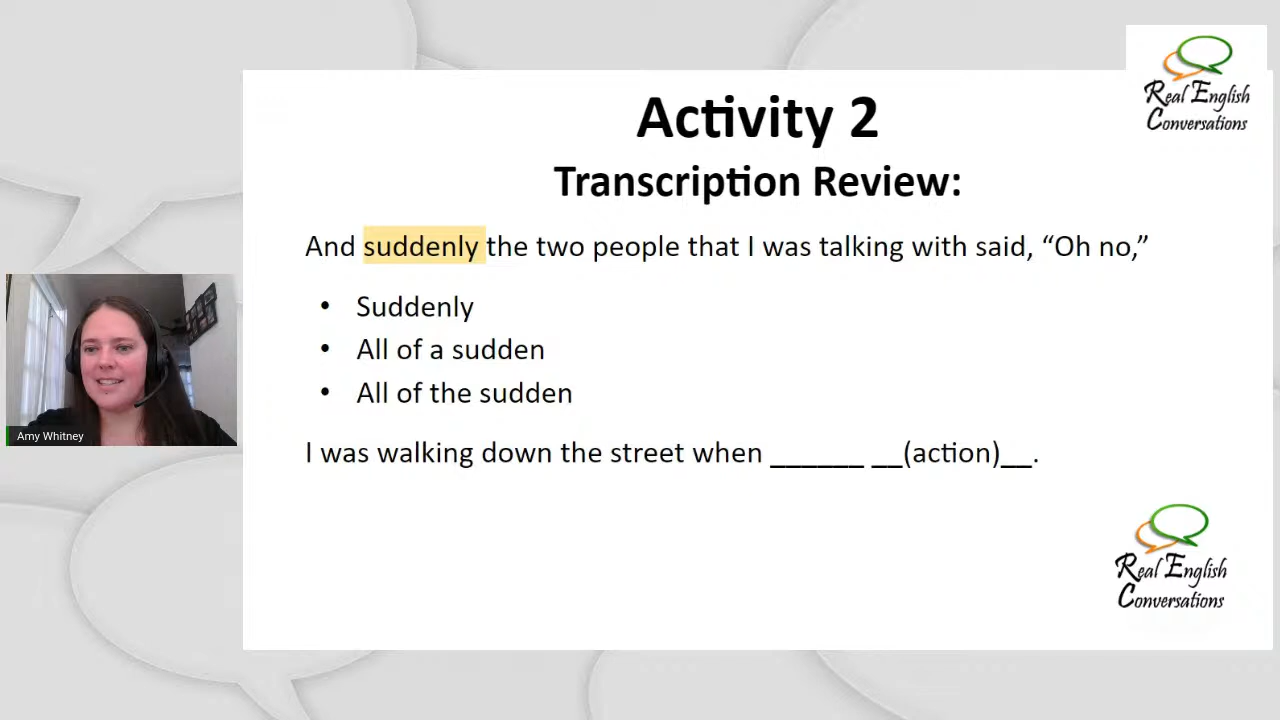 Real English
Conversations
Activity 2
Transcription Review:
And suddenly the two people that I was talking with said, “Oh no,”
• Suddenly
• All of a sudden
• All of the sudden
I was walking down the street when ______ __(action)__.
Amy Whitney
Real English
Conversations